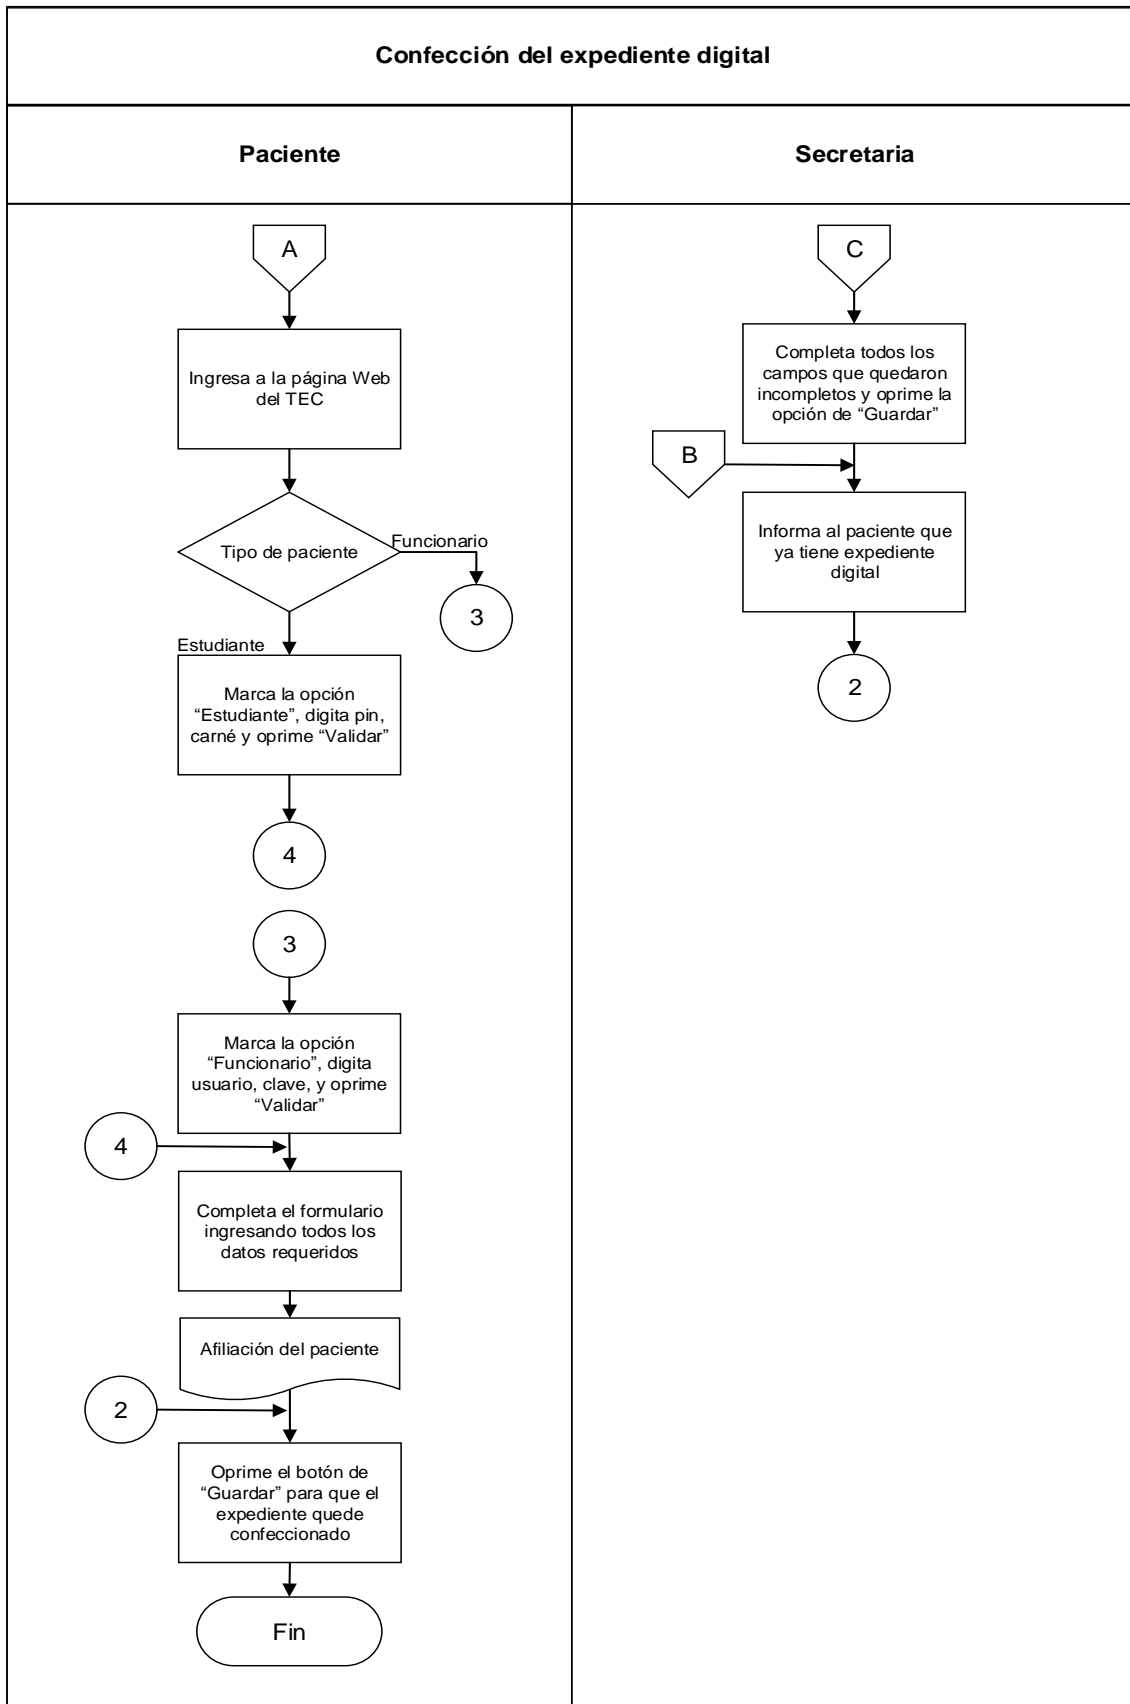 Confección del expediente digital
Paciente
Secretaria
A
Ingresa a la página Web
del TEC
Tipo de paciente
Funcionario
3
Estudiante
Marca la opción
“Estudiante”, digita pin,
carné y oprime “Validar”
4
3
Marca la opción
“Funcionario”, digita
usuario, clave, y oprime
“Validar”
4
Completa el formulario
ingresando todos los
datos requeridos
Afiliación del paciente
2
Oprime el botón de
“Guardar” para que el
expediente quede
confeccionado
Fin
C
Completa todos los
campos que quedaron
incompletos y oprime la
opción de “Guardar”
B
Informa al paciente que
ya tiene expediente
digital
2